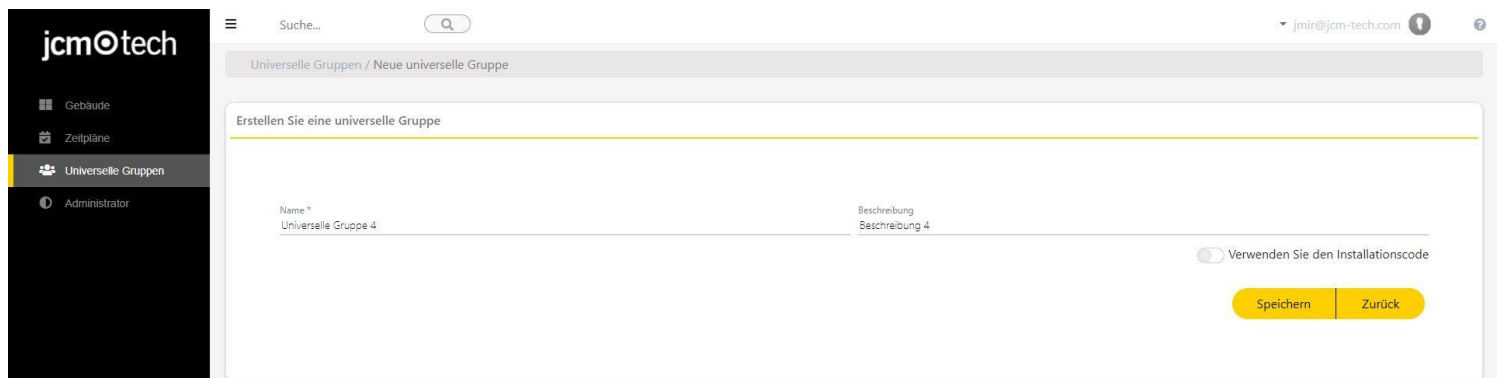 jcm tech
Suche...
jmir@jcm-tech.com
Universelle Gruppen / Neue universelle Gruppe
Gebäude
Zeitpläne
Universelle Gruppen
Administrator
Erstellen Sie eine universelle Gruppe
Name *
Universelle Gruppe 4
Beschreibung
Beschreibung 4
Verwenden Sie den Installationscode
Speichern
Zurück